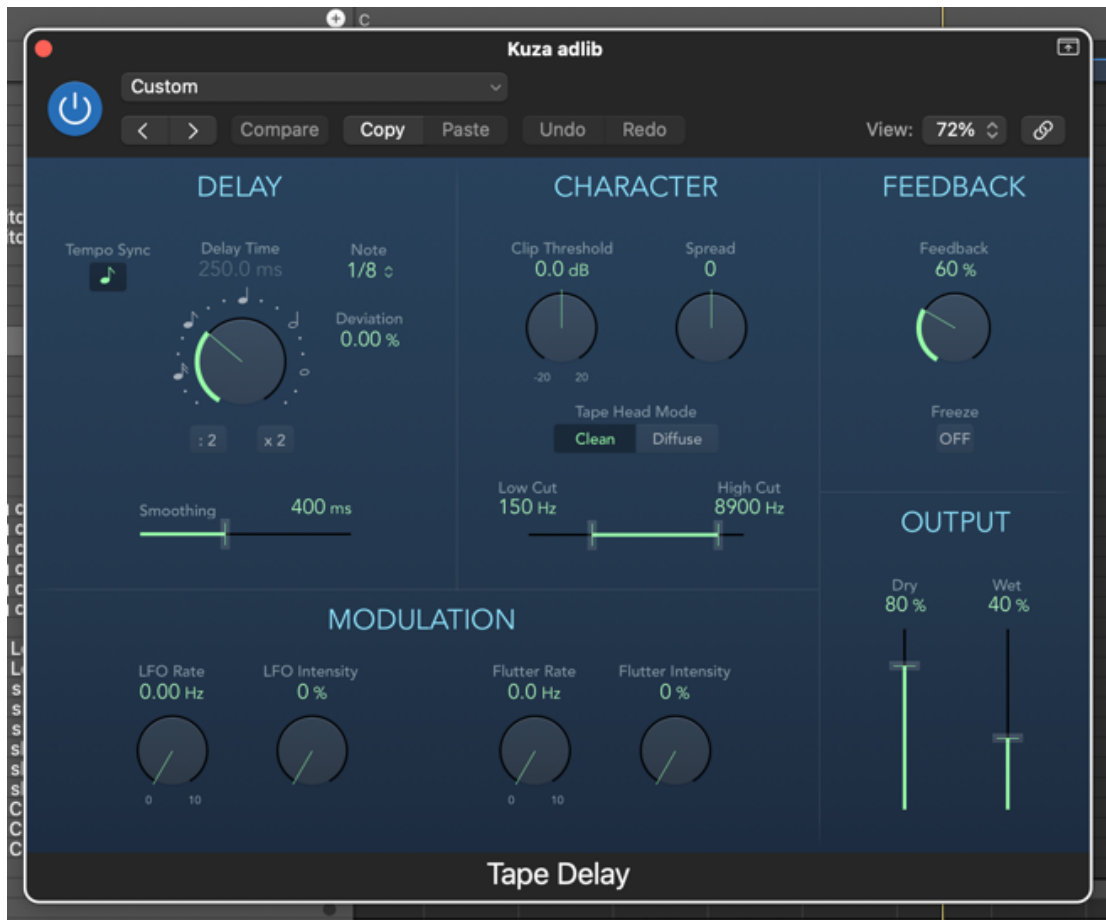 C
Kuza adlib
Custom
Compare Copy Paste Undo Redo View: 72%
DELAY
Tempo Sync
Delay Time
250.0 ms
Note
1/8
Deviation
0.00 %
: 2 x 2
Smoothing 400 ms
CHARACTER
Clip Threshold
0.0 dB
-20 20
Spread
0
Tape Head Mode
Clean Diffuse
Low Cut
150 Hz
High Cut
8900 Hz
FEEDBACK
Feedback
60 %
Freeze
OFF
MODULATION
LFO Rate
0.00 Hz
0 10
LFO Intensity
0 %
Flutter Rate
0.0 Hz
0 10
Flutter Intensity
0 %
OUTPUT
Dry
80 %
Wet
40 %
Tape Delay